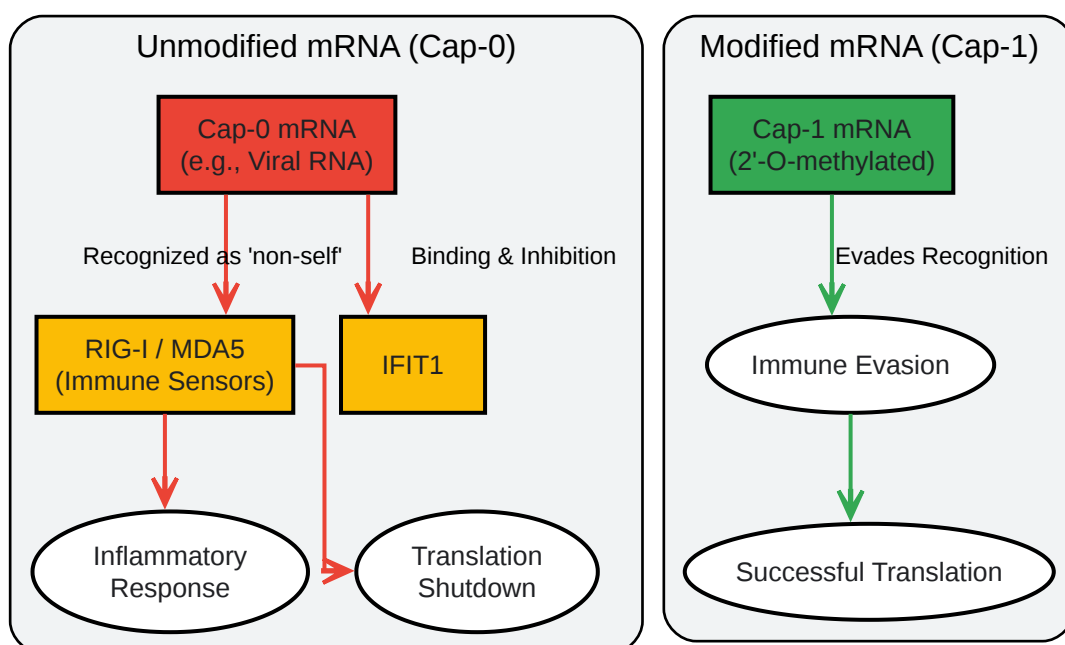 Unmodified mRNA (Cap-0)
Cap-0 mRNA
(e.g., Viral RNA)
Recognized as 'non-self'
Binding & Inhibition
RIG-I / MDA5
(Immune Sensors)
IFIT1
Inflammatory
Response
Translation
Shutdown
Modified mRNA (Cap-1)
Cap-1 mRNA
(2'-O-methylated)
Evades Recognition
Immune Evasion
Successful Translation